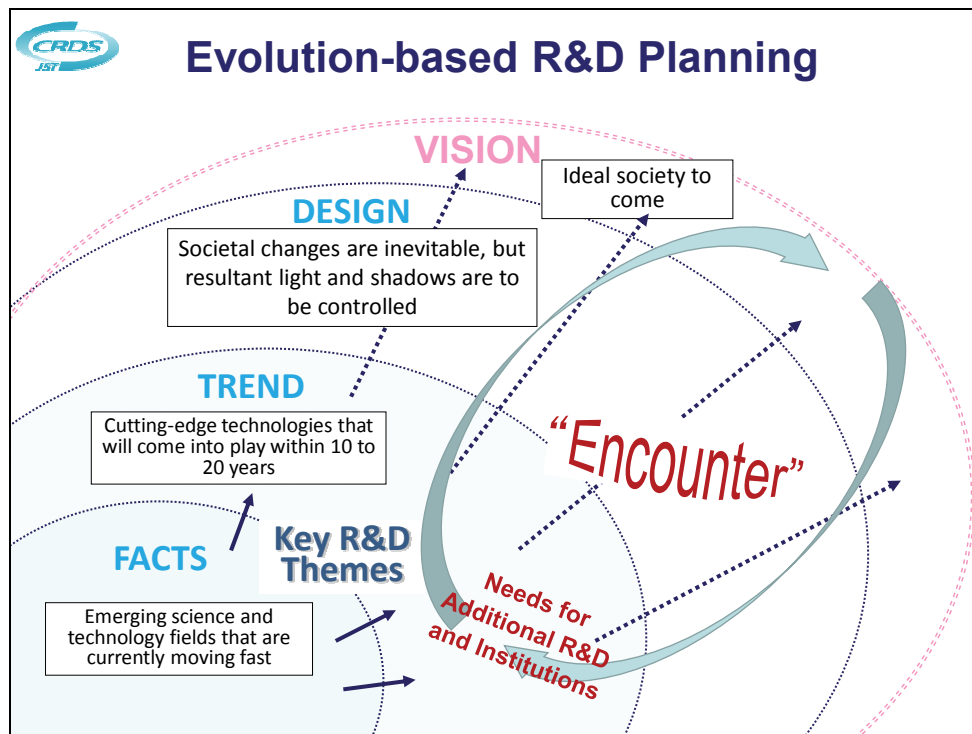 CRDS
JST
Evolution-based R&D Planning
VISION
Ideal society to
come
DESIGN
Societal changes are inevitable, but
resultant light and shadows are to
be controlled
TREND
Cutting-edge technologies that
will come into play within 10 to
20 years
"Encounter"
Key R&D
Themes
FACTS
Emerging science and
technology fields that are
currently moving fast
Needs for
Additional R&D
and Institutions